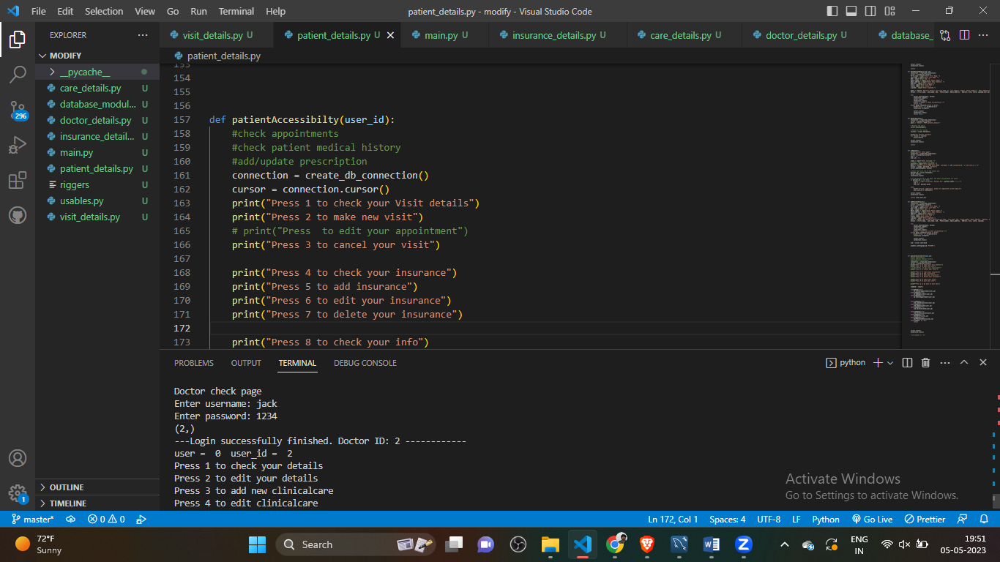 File Edit Selection View Go Run Terminal Help patient_details.py - modify - Visual Studio Code
EXPLORER
visit_details.py U patient_details.py U main.py U insurance_details.py U care_details.py U doctor_details.py U database_
MODIFY
patient_details.py
__pycache__
care_details.py U
database_modul... U
doctor_details.py U
insurance_detail... U
main.py U
patient_details.py U
riggers U
usables.py U
visit_details.py U
296
153
154
155
156
157 def patientAccessibilty(user_id):
158 #check appointments
159 #check patient medical history
160 #add/update prescription
161 connection = create_db_connection()
162 cursor = connection.cursor()
163 print("Press 1 to check your Visit details")
164 print("Press 2 to make new visit")
165 # print("Press  to edit your appointment")
166 print("Press 3 to cancel your visit")
167
168 print("Press 4 to check your insurance")
169 print("Press 5 to add insurance")
170 print("Press 6 to edit your insurance")
171 print("Press 7 to delete your insurance")
172
173 print("Press 8 to check your info")
PROBLEMS OUTPUT TERMINAL DEBUG CONSOLE python
Doctor check page
Enter username: jack
Enter password: 1234
(2,)
---Login successfully finished. Doctor ID: 2 ------------
user =  0  user_id =  2
Press 1 to check your details
Press 2 to edit your details
Press 3 to add new clinicalcare
Press 4 to edit clinicalcare
Activate Windows
Go to Settings to activate Windows.
OUTLINE
TIMELINE
1
master* 0 0 Ln 172, Col 1 Spaces: 4 UTF-8 LF Python Go Live Prettier
72°F
Sunny
Search
ENG
IN
19:51
05-05-2023